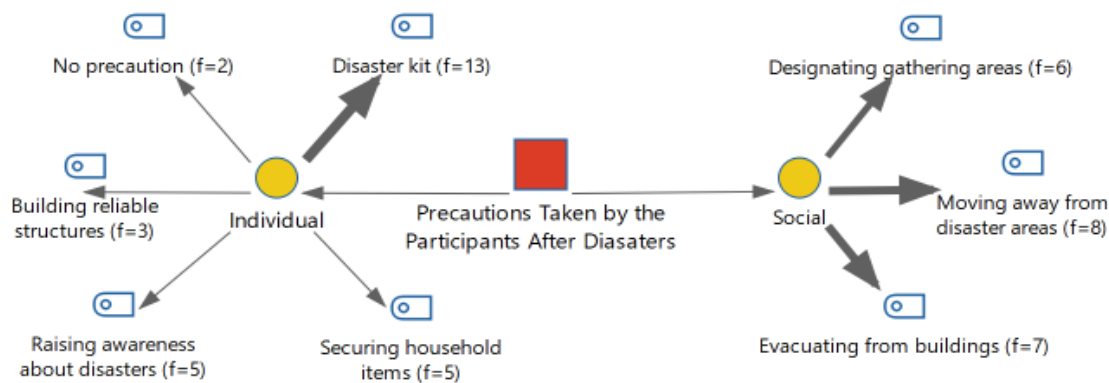 No precaution (f=2)
Disaster kit (f=13)
Designating gathering areas (f=6)
Building reliable
structures (f=3)
Individual
Precautions Taken by the
Participants After Diasaters
Social
Moving away from
disaster areas (f=8)
Raising awareness
about disasters (f=5)
Securing household
items (f=5)
Evacuating from buildings (f=7)